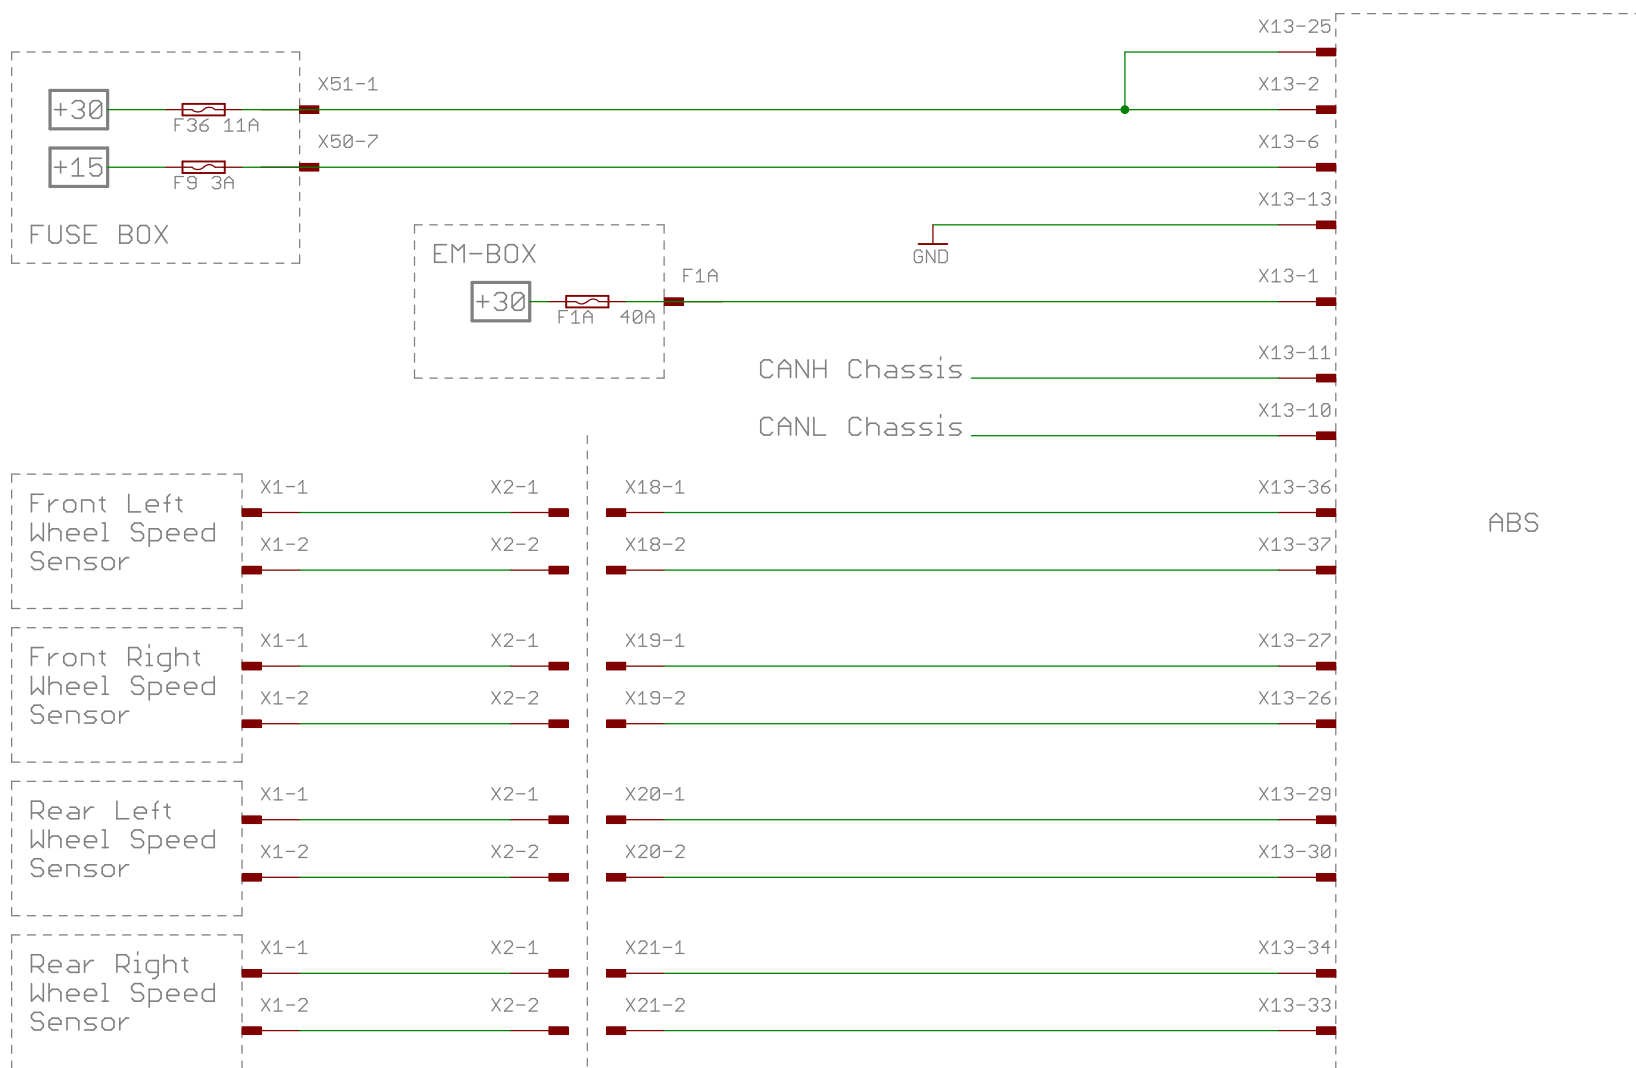 X13-25
X51-1
X13-2
+30
F36 11A
X50-7
X13-6
+15
F9 3A
X13-13
FUSE BOX
EM-BOX
GND
F1A
X13-1
+30
F1A 40A
X13-11
CANH Chassis
X13-10
CANL Chassis
Front Left
Wheel Speed
Sensor
X1-1 X2-1 X18-1 X13-36
X1-2 X2-2 X18-2 X13-37
ABS
Front Right
Wheel Speed
Sensor
X1-1 X2-1 X19-1 X13-27
X1-2 X2-2 X19-2 X13-26
Rear Left
Wheel Speed
Sensor
X1-1 X2-1 X20-1 X13-29
X1-2 X2-2 X20-2 X13-30
Rear Right
Wheel Speed
Sensor
X1-1 X2-1 X21-1 X13-34
X1-2 X2-2 X21-2 X13-33